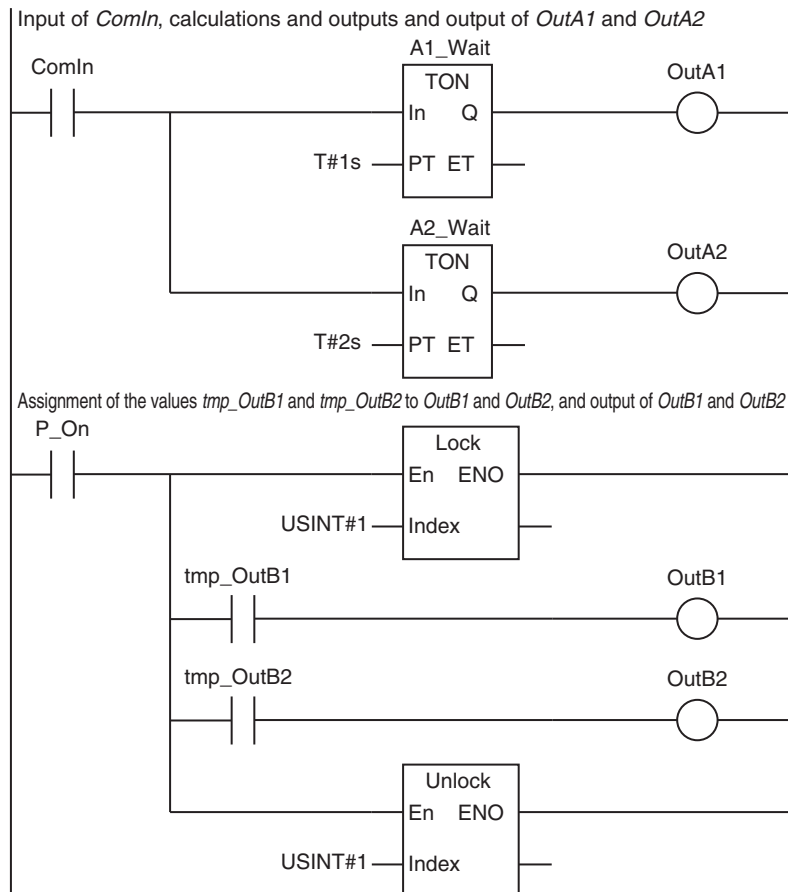 Input of ComIn, calculations and outputs and output of OutA1 and OutA2
A1_Wait
ComIn
TON
OutA1
In Q
T#1s
PT ET
A2_Wait
TON
OutA2
In Q
T#2s
PT ET
Assignment of the values tmp_OutB1 and tmp_OutB2 to OutB1 and OutB2, and output of OutB1 and OutB2
P_On
Lock
En ENO
USINT#1
Index
tmp_OutB1
OutB1
tmp_OutB2
OutB2
Unlock
En ENO
USINT#1
Index